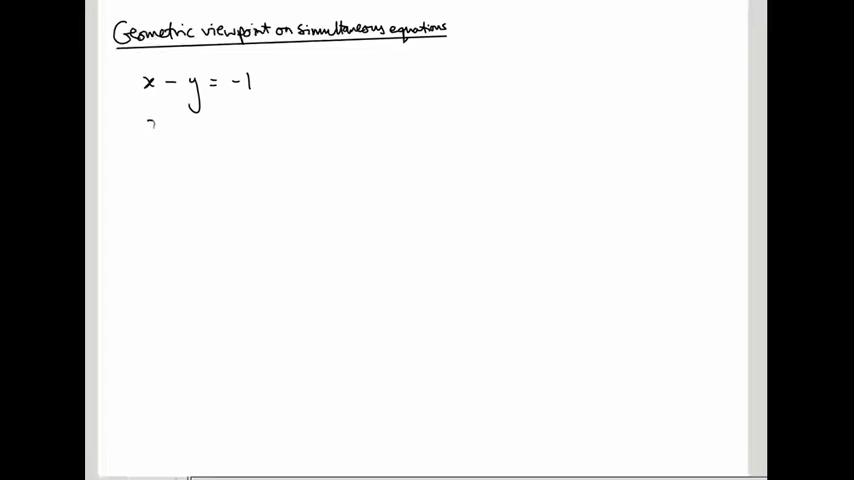 Geometric viewpoint on simultaneous equations
x - y = -1